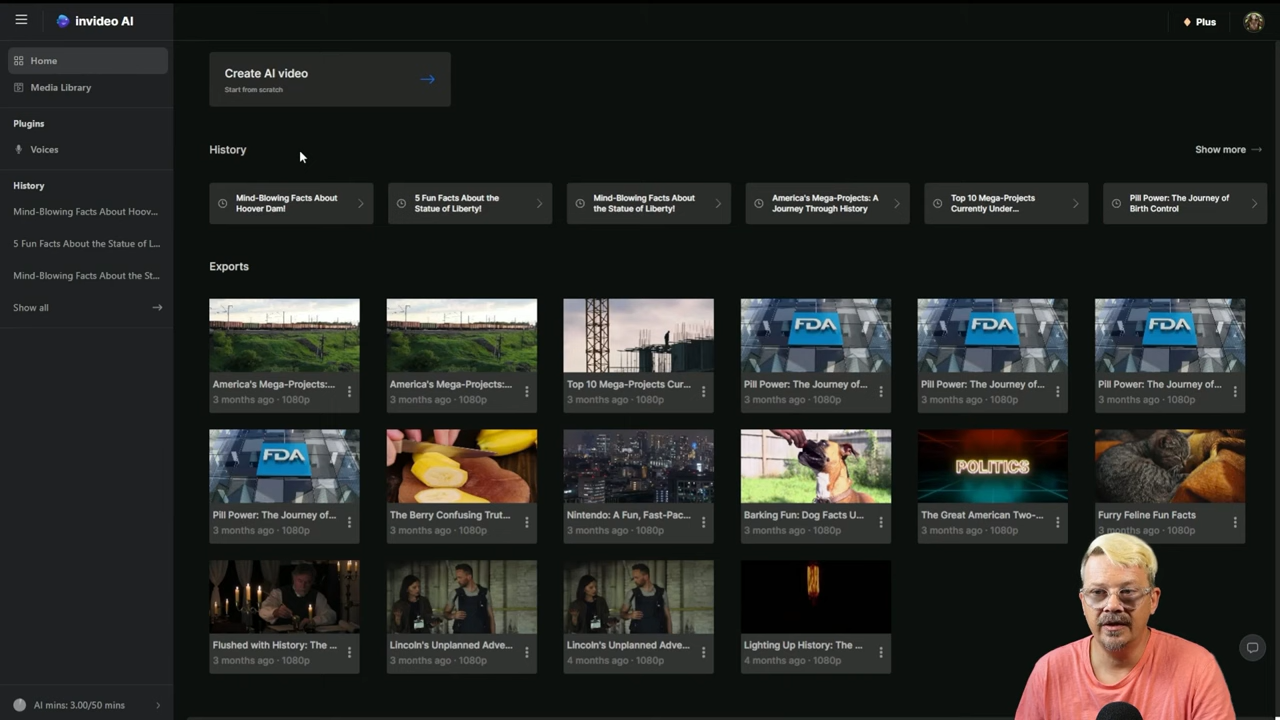 invideo AI
Plus
Home
Media Library
Plugins
Voices
History
Mind-Blowing Facts About Hoov...
5 Fun Facts About the Statue of L...
Mind-Blowing Facts About the St...
Show all
AI mins: 3.00/50 mins
Create AI video
Start from scratch
History
Show more
Mind-Blowing Facts About
Hoover Dam!
5 Fun Facts About the
Statue of Liberty!
Mind-Blowing Facts About
the Statue of Liberty!
America's Mega-Projects: A
Journey Through History
Top 10 Mega-Projects
Currently Under...
Pill Power: The Journey of
Birth Control
Exports
FDA
FDA
FDA
America's Mega-Projects:...
3 months ago · 1080p
America's Mega-Projects:...
3 months ago · 1080p
Top 10 Mega-Projects Cur...
3 months ago · 1080p
Pill Power: The Journey of...
3 months ago · 1080p
Pill Power: The Journey of...
3 months ago · 1080p
Pill Power: The Journey of...
3 months ago · 1080p
FDA
POLITICS
Pill Power: The Journey of...
3 months ago · 1080p
The Berry Confusing Trut...
3 months ago · 1080p
Nintendo: A Fun, Fast-Pac...
3 months ago · 1080p
Barking Fun: Dog Facts U...
3 months ago · 1080p
The Great American Two-...
3 months ago · 1080p
Furry Feline Fun Facts
3 months ago · 1080p
Flushed with History: The ...
3 months ago · 1080p
Lincoln's Unplanned Adve...
3 months ago · 1080p
Lincoln's Unplanned Adve...
4 months ago · 1080p
Lighting Up History: The ...
4 months ago · 1080p